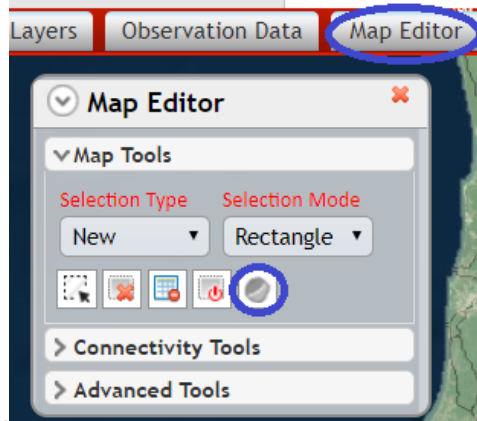 Layers Observation Data Map Editor
Map Editor
Map Tools
Selection Type Selection Mode
New Rectangle
Connectivity Tools
Advanced Tools